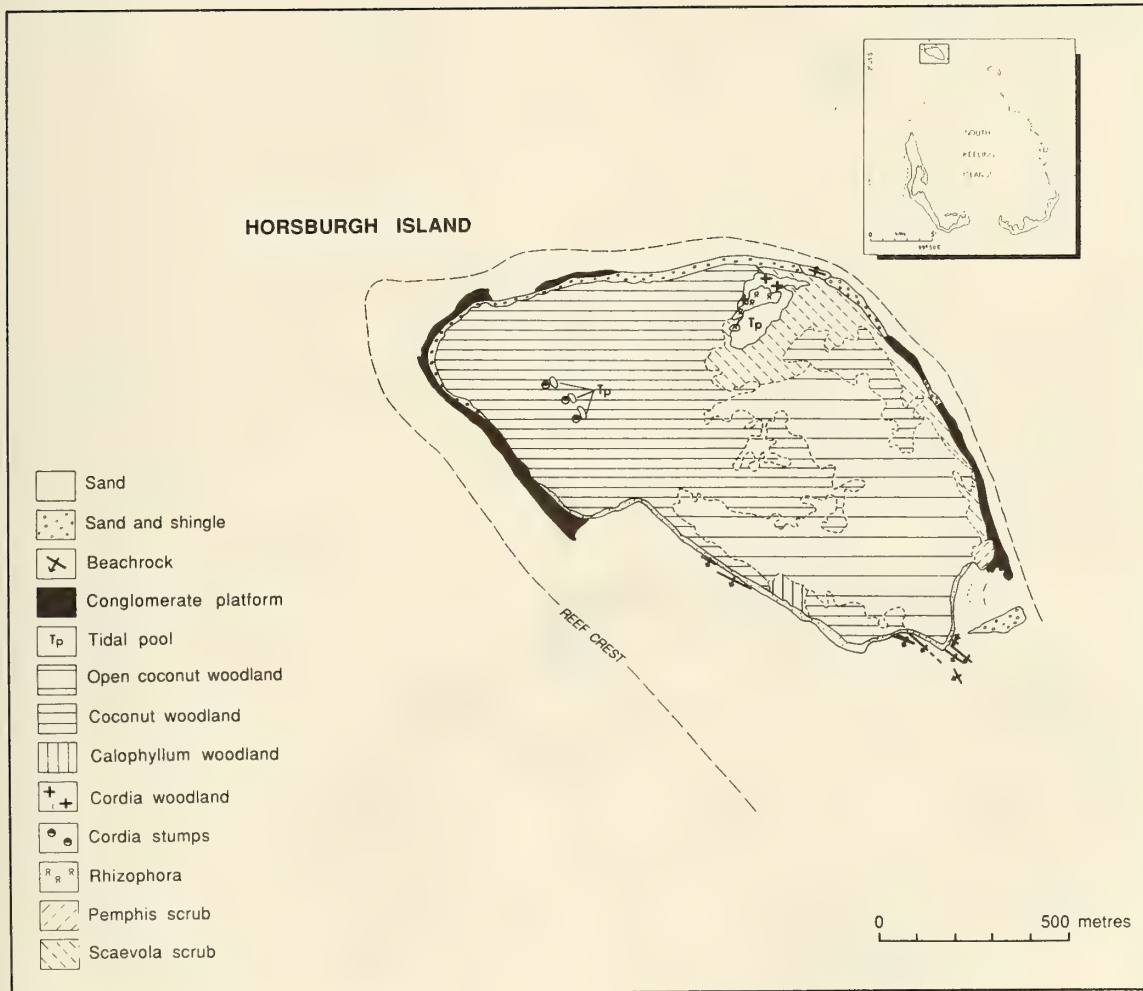 SOUTH
KEELING
HORSBURGH ISLAND
Tp
Tp
REEF CREST
Sand
Sand and shingle
Beachrock
Conglomerate platform
Tp Tidal pool
Open coconut woodland
Coconut woodland
Calophyllum woodland
Cordia woodland
Cordia stumps
Rhizophora
Pemphis scrub
Scaevola scrub
0 500 metres